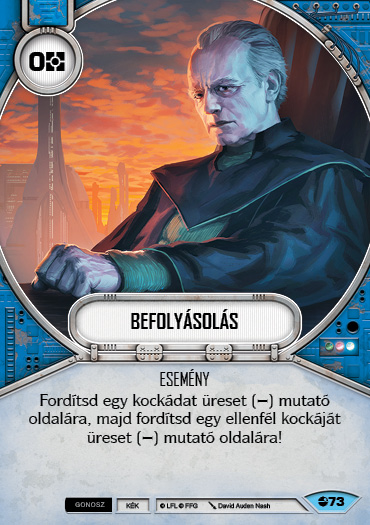 0
BEFOLYÁSOLÁS
ESEMÉNY
Fordítsd egy kockádat üreset (–) mutató
oldalára, majd fordítsd egy ellenfél kockáját
üreset (–) mutató oldalára!
GONOSZ KÉK © LFL © FFG David Auden Nash 73